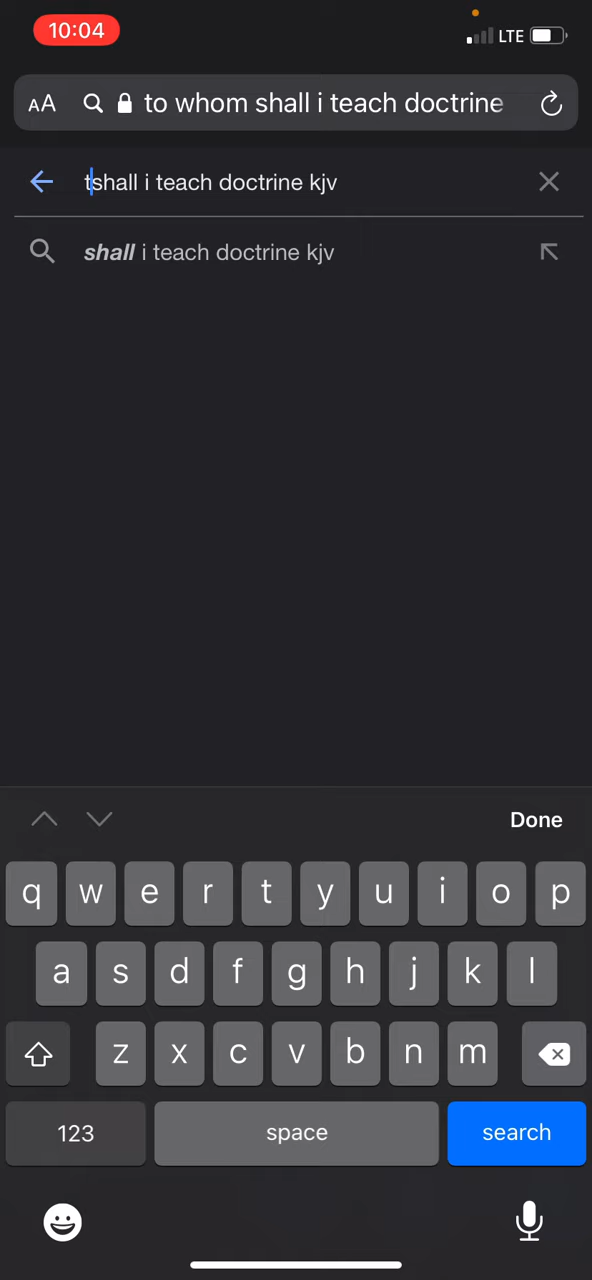 10:04
LTE
AA to whom shall i teach doctrine
tshall i teach doctrine kjv
shall i teach doctrine kjv
Done
q w e r t y u i o p
a s d f g h j k l
z x c v b n m
123 space search